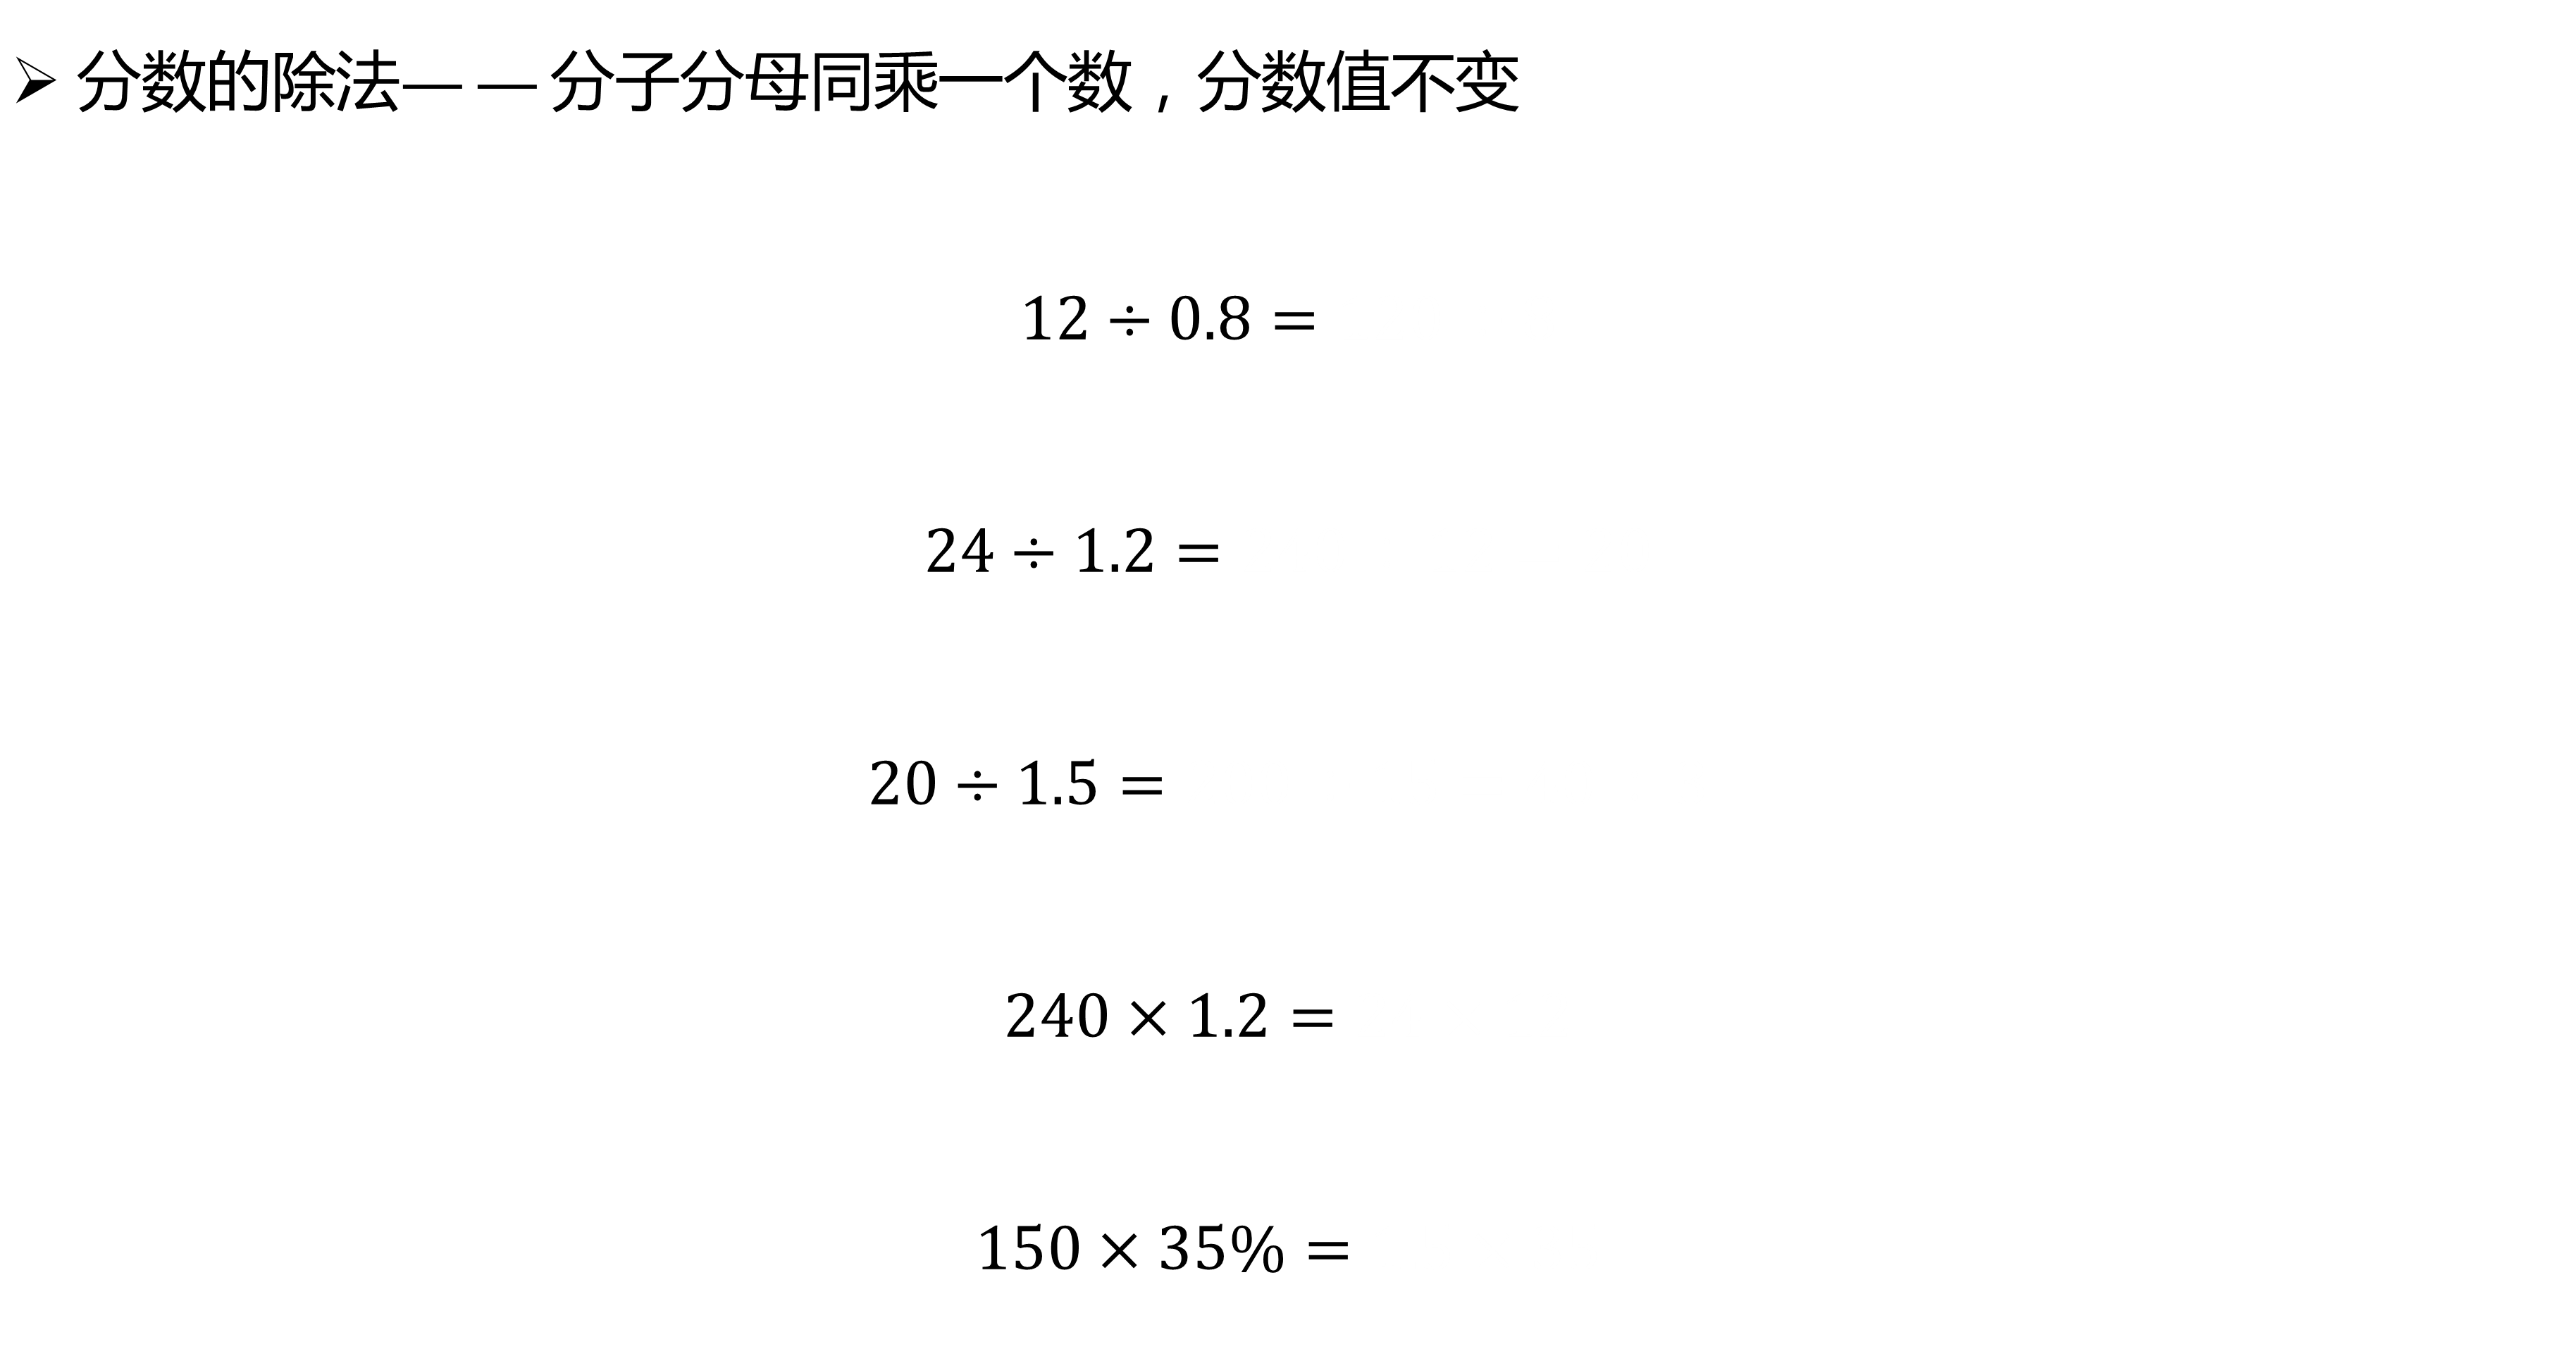 ➢ 分数的除法——分子分母同乘一个数，分数值不变
12 ÷ 0.8 =
24 ÷ 1.2 =
20 ÷ 1.5 =
240 × 1.2 =
150 × 35% =